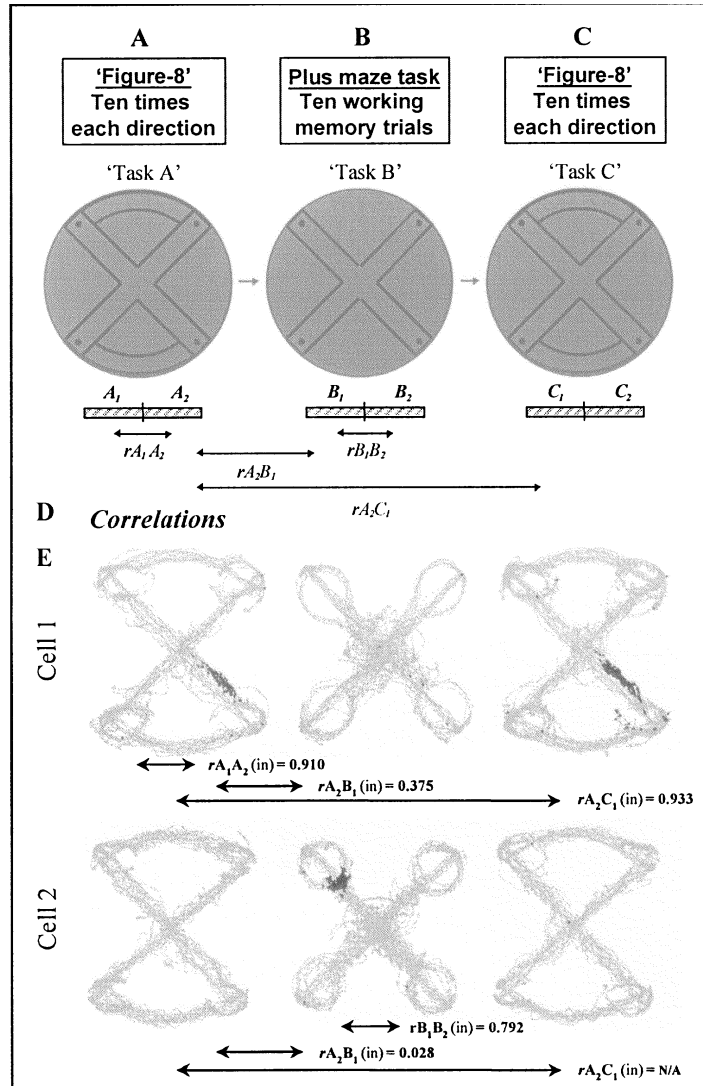 A
B
C
'Figure-8'
Ten times
each direction
Plus maze task
Ten working
memory trials
'Figure-8'
Ten times
each direction
'Task A'
'Task B'
'Task C'
A₁ A₂
B₁ B₂
C₁ C₂
rA₁A₂
rB₁B₂
rA₂B₁
rA₂C₁
D Correlations
E
Cell 1
rA₁A₂(in) = 0.910
rA₂B₁(in) = 0.375
rA₂C₁(in) = 0.933
Cell 2
rB₁B₂(in) = 0.792
rA₂B₁(in) = 0.028
rA₂C₁(in) = N/A